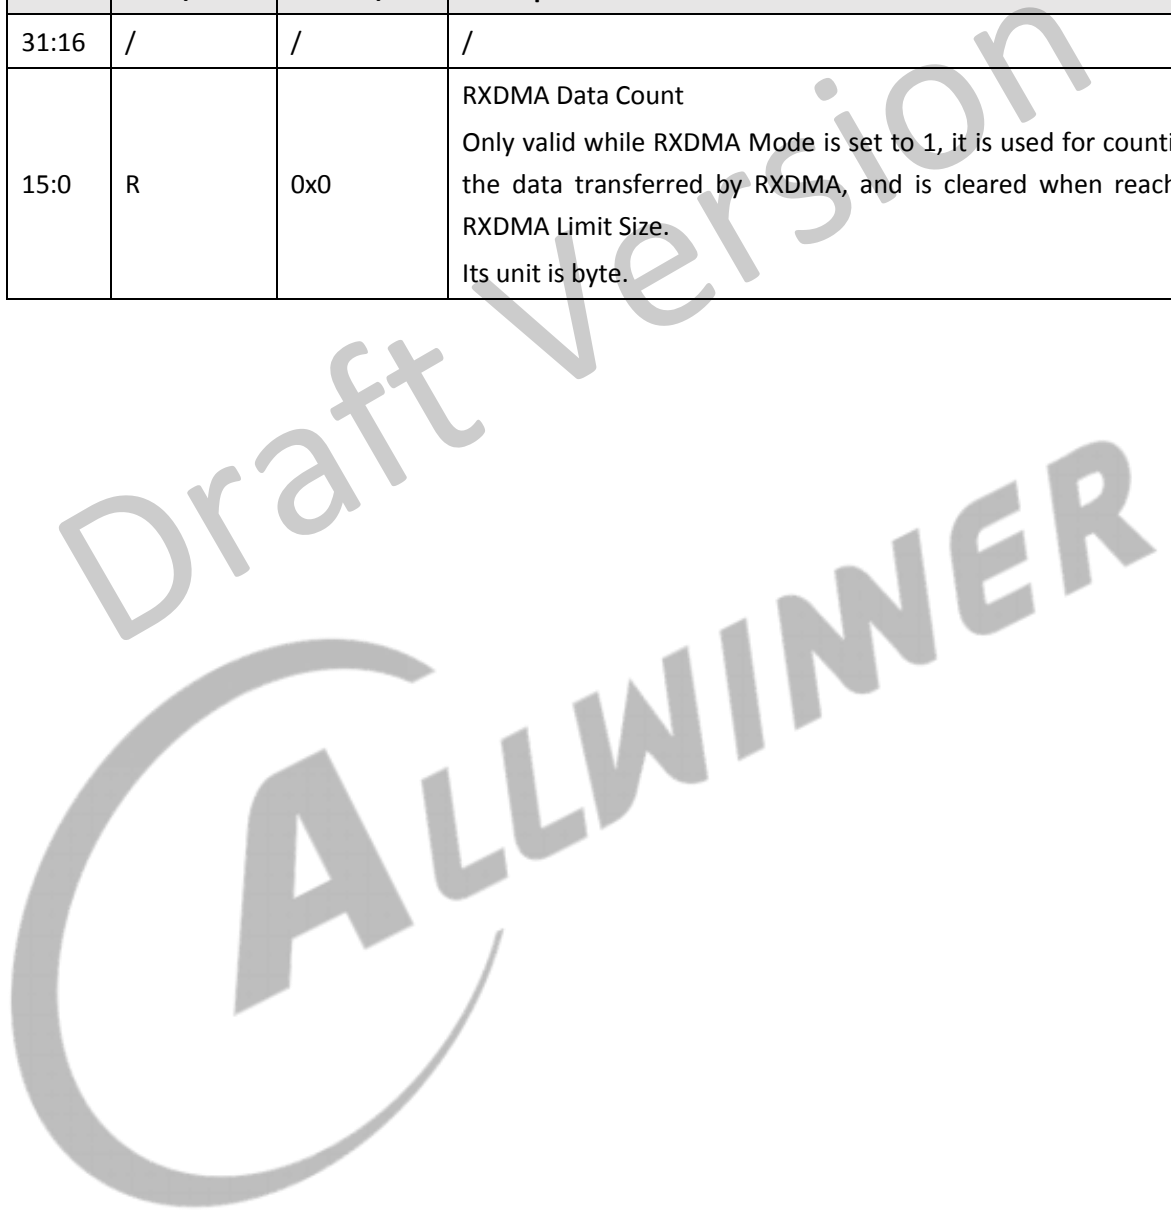 31:16 / / /
RXDMA Data Count
Only valid while RXDMA Mode is set to 1, it is used for counti
15:0 R 0x0 the data transferred by RXDMA, and is cleared when reach
RXDMA Limit Size.
Its unit is byte.
Draft Version
ALLWINNER